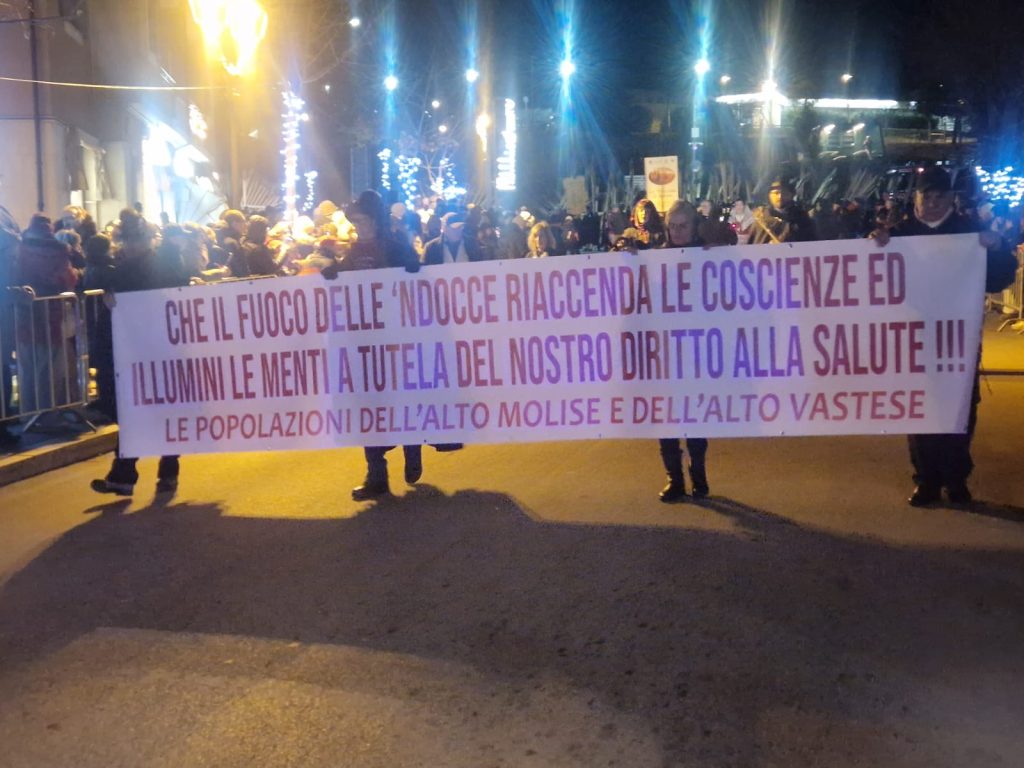 CHE IL FUOCO DELLE 'NDOCCE RIACCENDA LE COSCIENZE ED
ILLUMINI LE MENTI A TUTELA DEL NOSTRO DIRITTO ALLA SALUTE !!!
LE POPOLAZIONI DELL'ALTO MOLISE E DELL'ALTO VASTESE